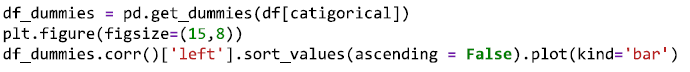 df_dummies = pd.get_dummies(df[catigorical])
plt.figure(figsize=(15,8))
df_dummies.corr()['left'].sort_values(ascending = False).plot(kind='bar')